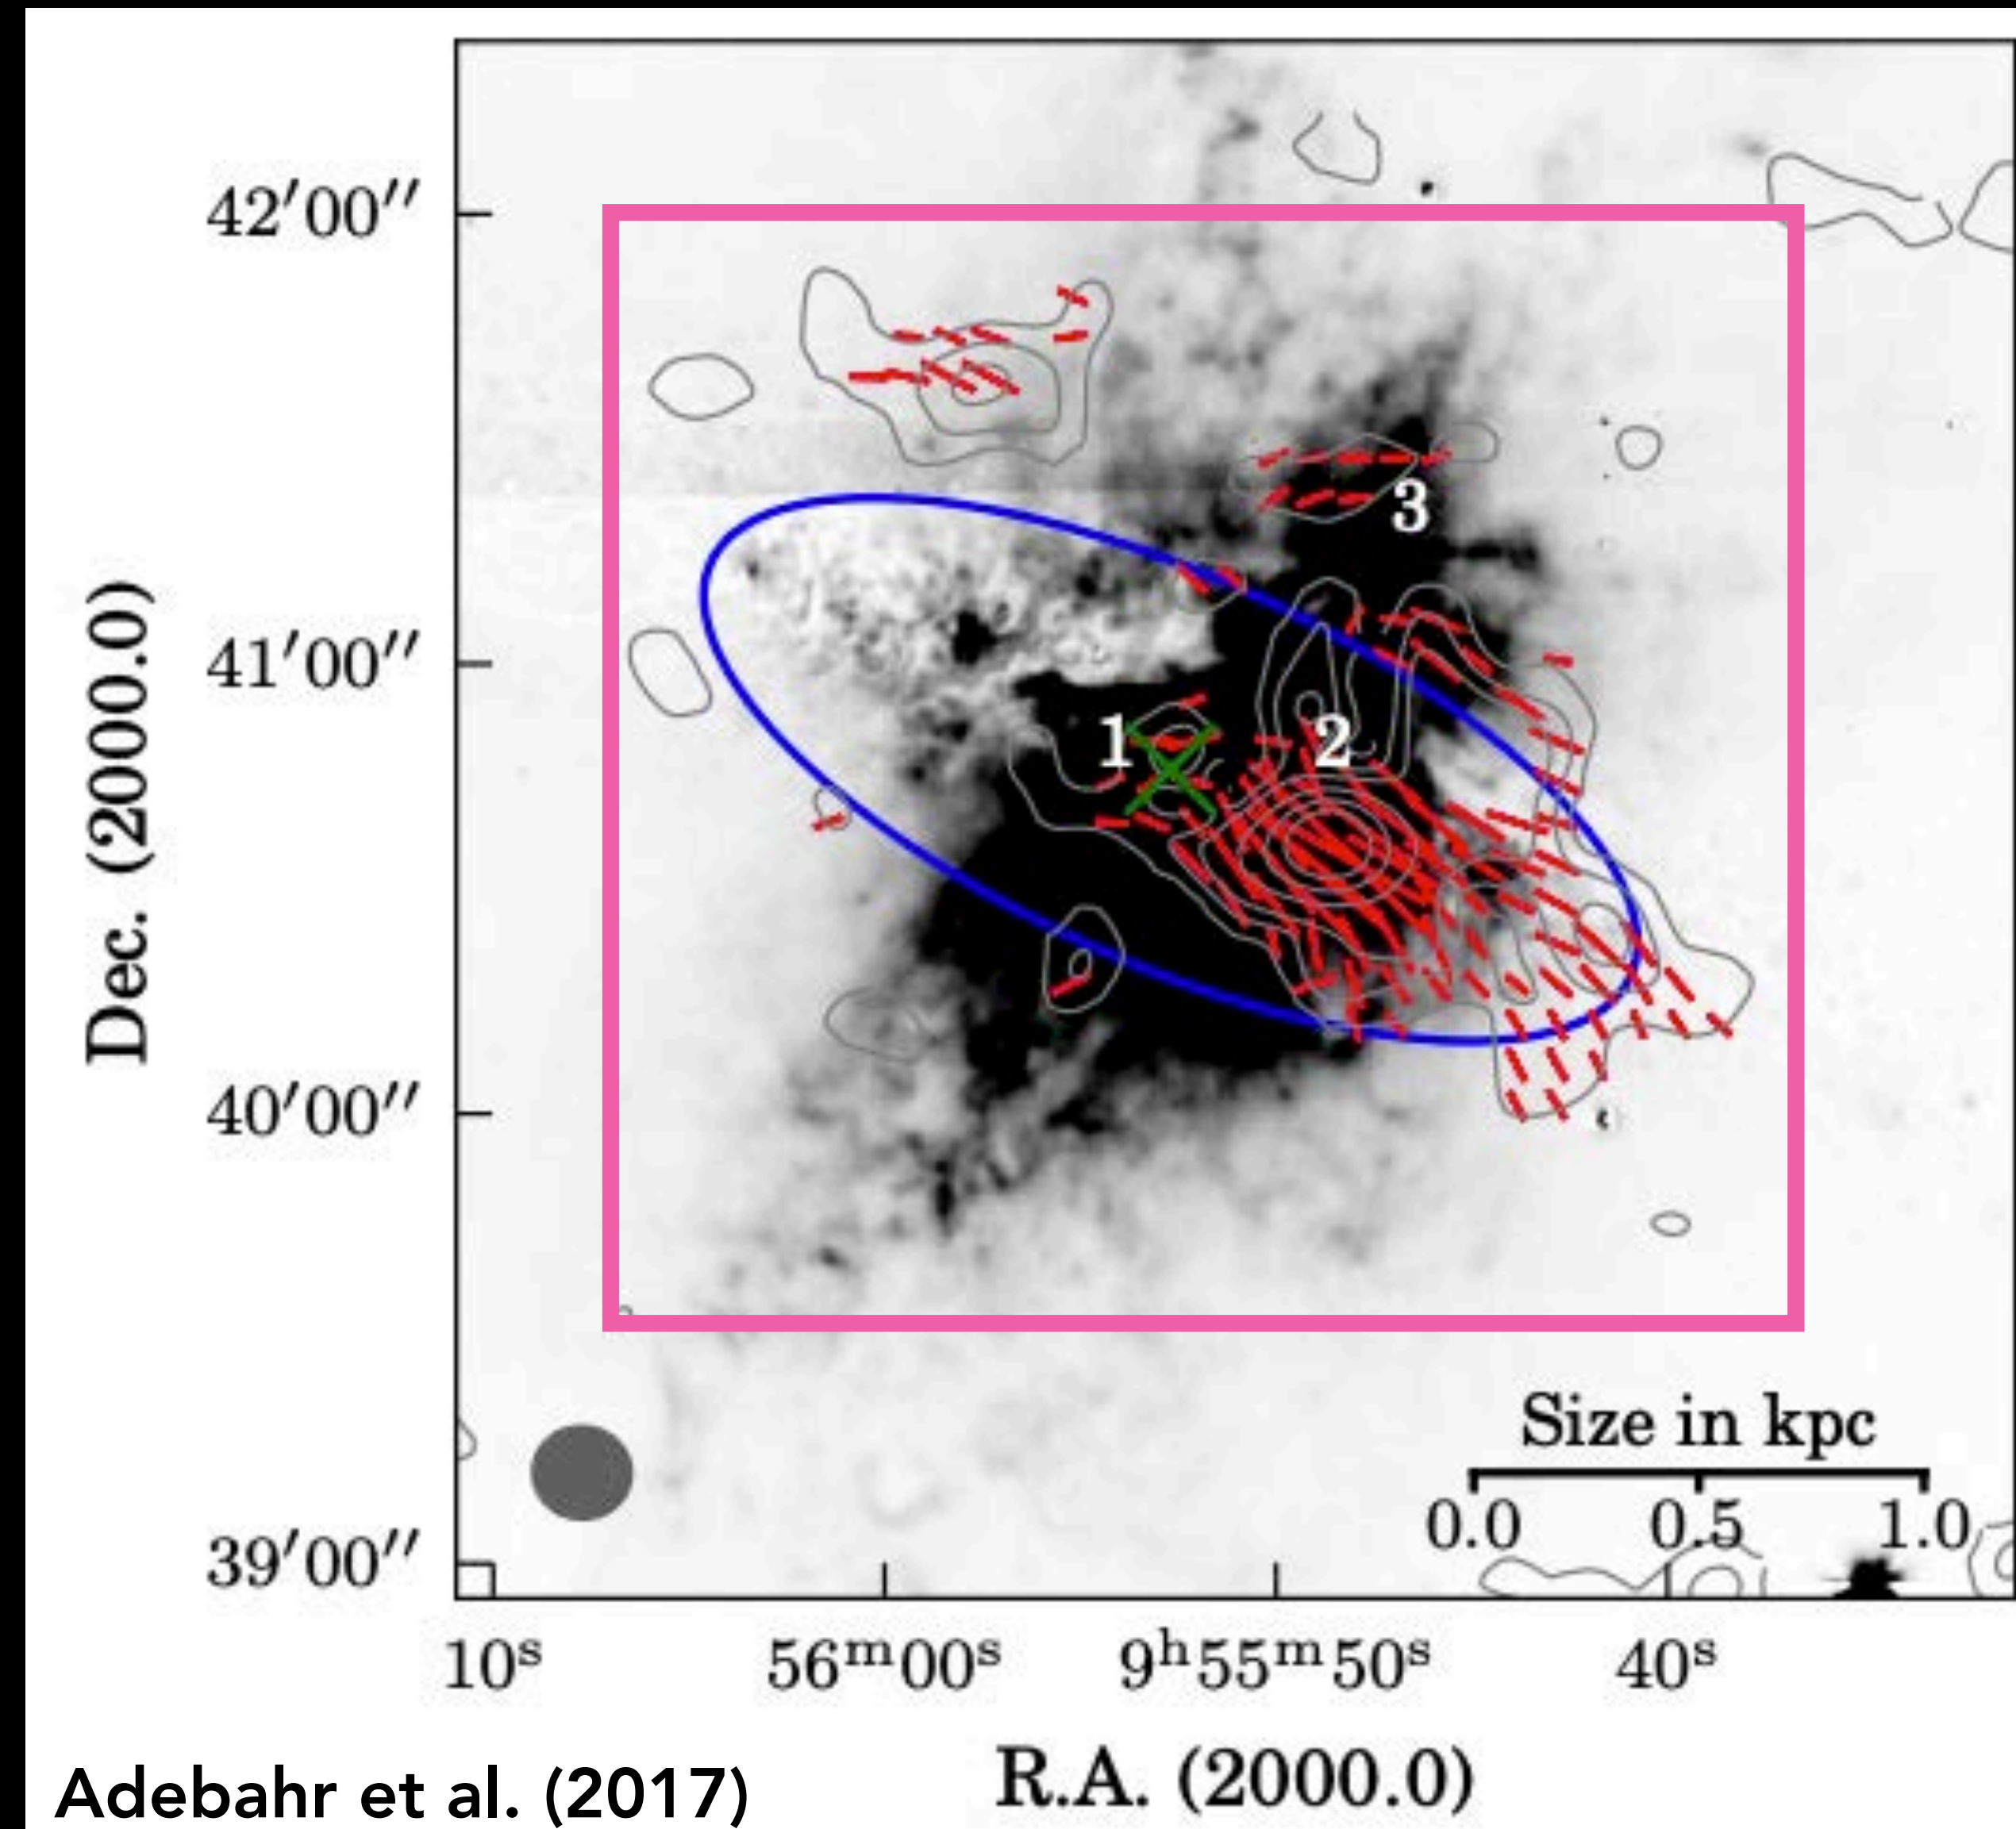 42′00″
3
41′00″
1
2
Dec. (2000.0)
40′00″
Size in kpc
0.0 0.5 1.0
39′00″
10ˢ 56ᵐ00ˢ 9ʰ55ᵐ50ˢ 40ˢ
R.A. (2000.0)
Adebahr et al. (2017)